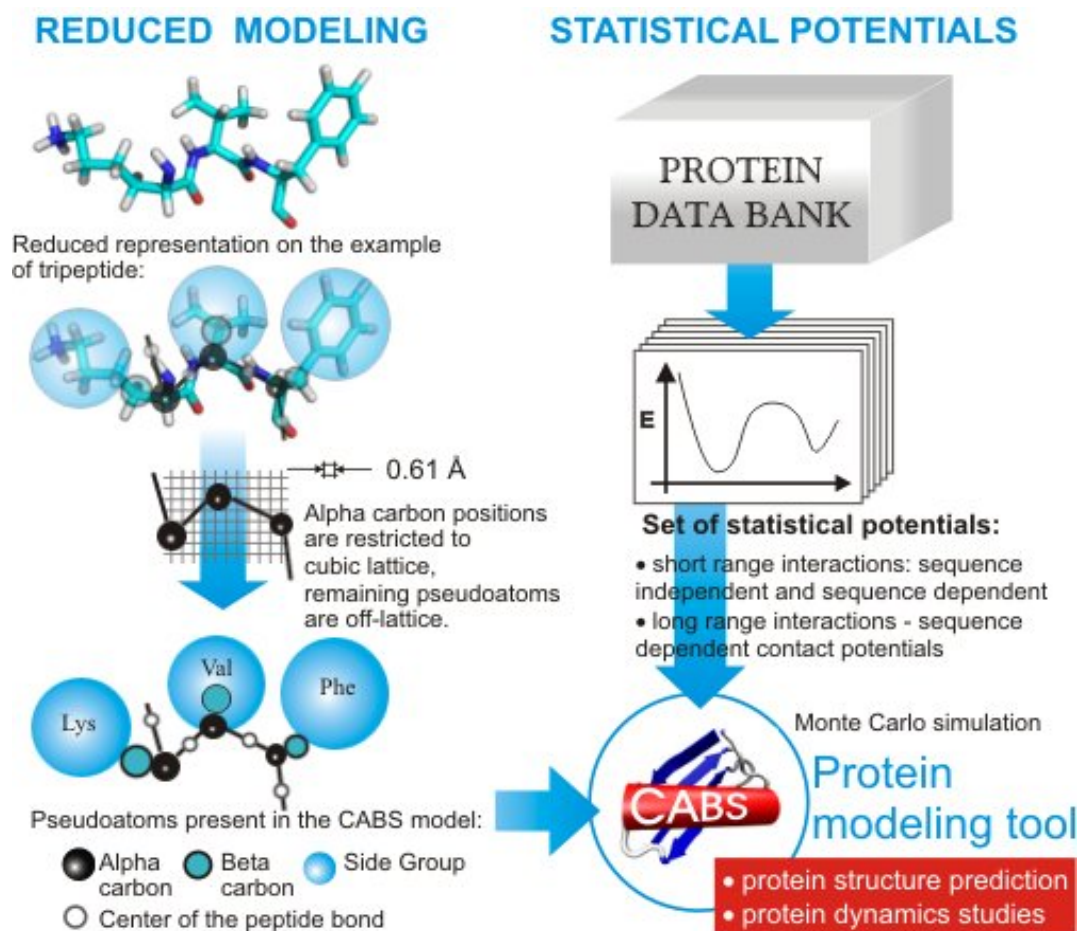 REDUCED MODELING
Reduced representation on the example
of tripeptide:
0.61 Å
Alpha carbon positions
are restricted to
cubic lattice,
remaining pseudoatoms
are off-lattice.
Lys
Val
Phe
Pseudoatoms present in the CABS model:
Alpha
carbon
Beta
carbon
Side Group
Center of the peptide bond
STATISTICAL POTENTIALS
PROTEIN
DATA BANK
E
Set of statistical potentials:
• short range interactions: sequence
independent and sequence dependent
• long range interactions - sequence
dependent contact potentials
Monte Carlo simulation
CABS
Protein
modeling tool
• protein structure prediction
• protein dynamics studies